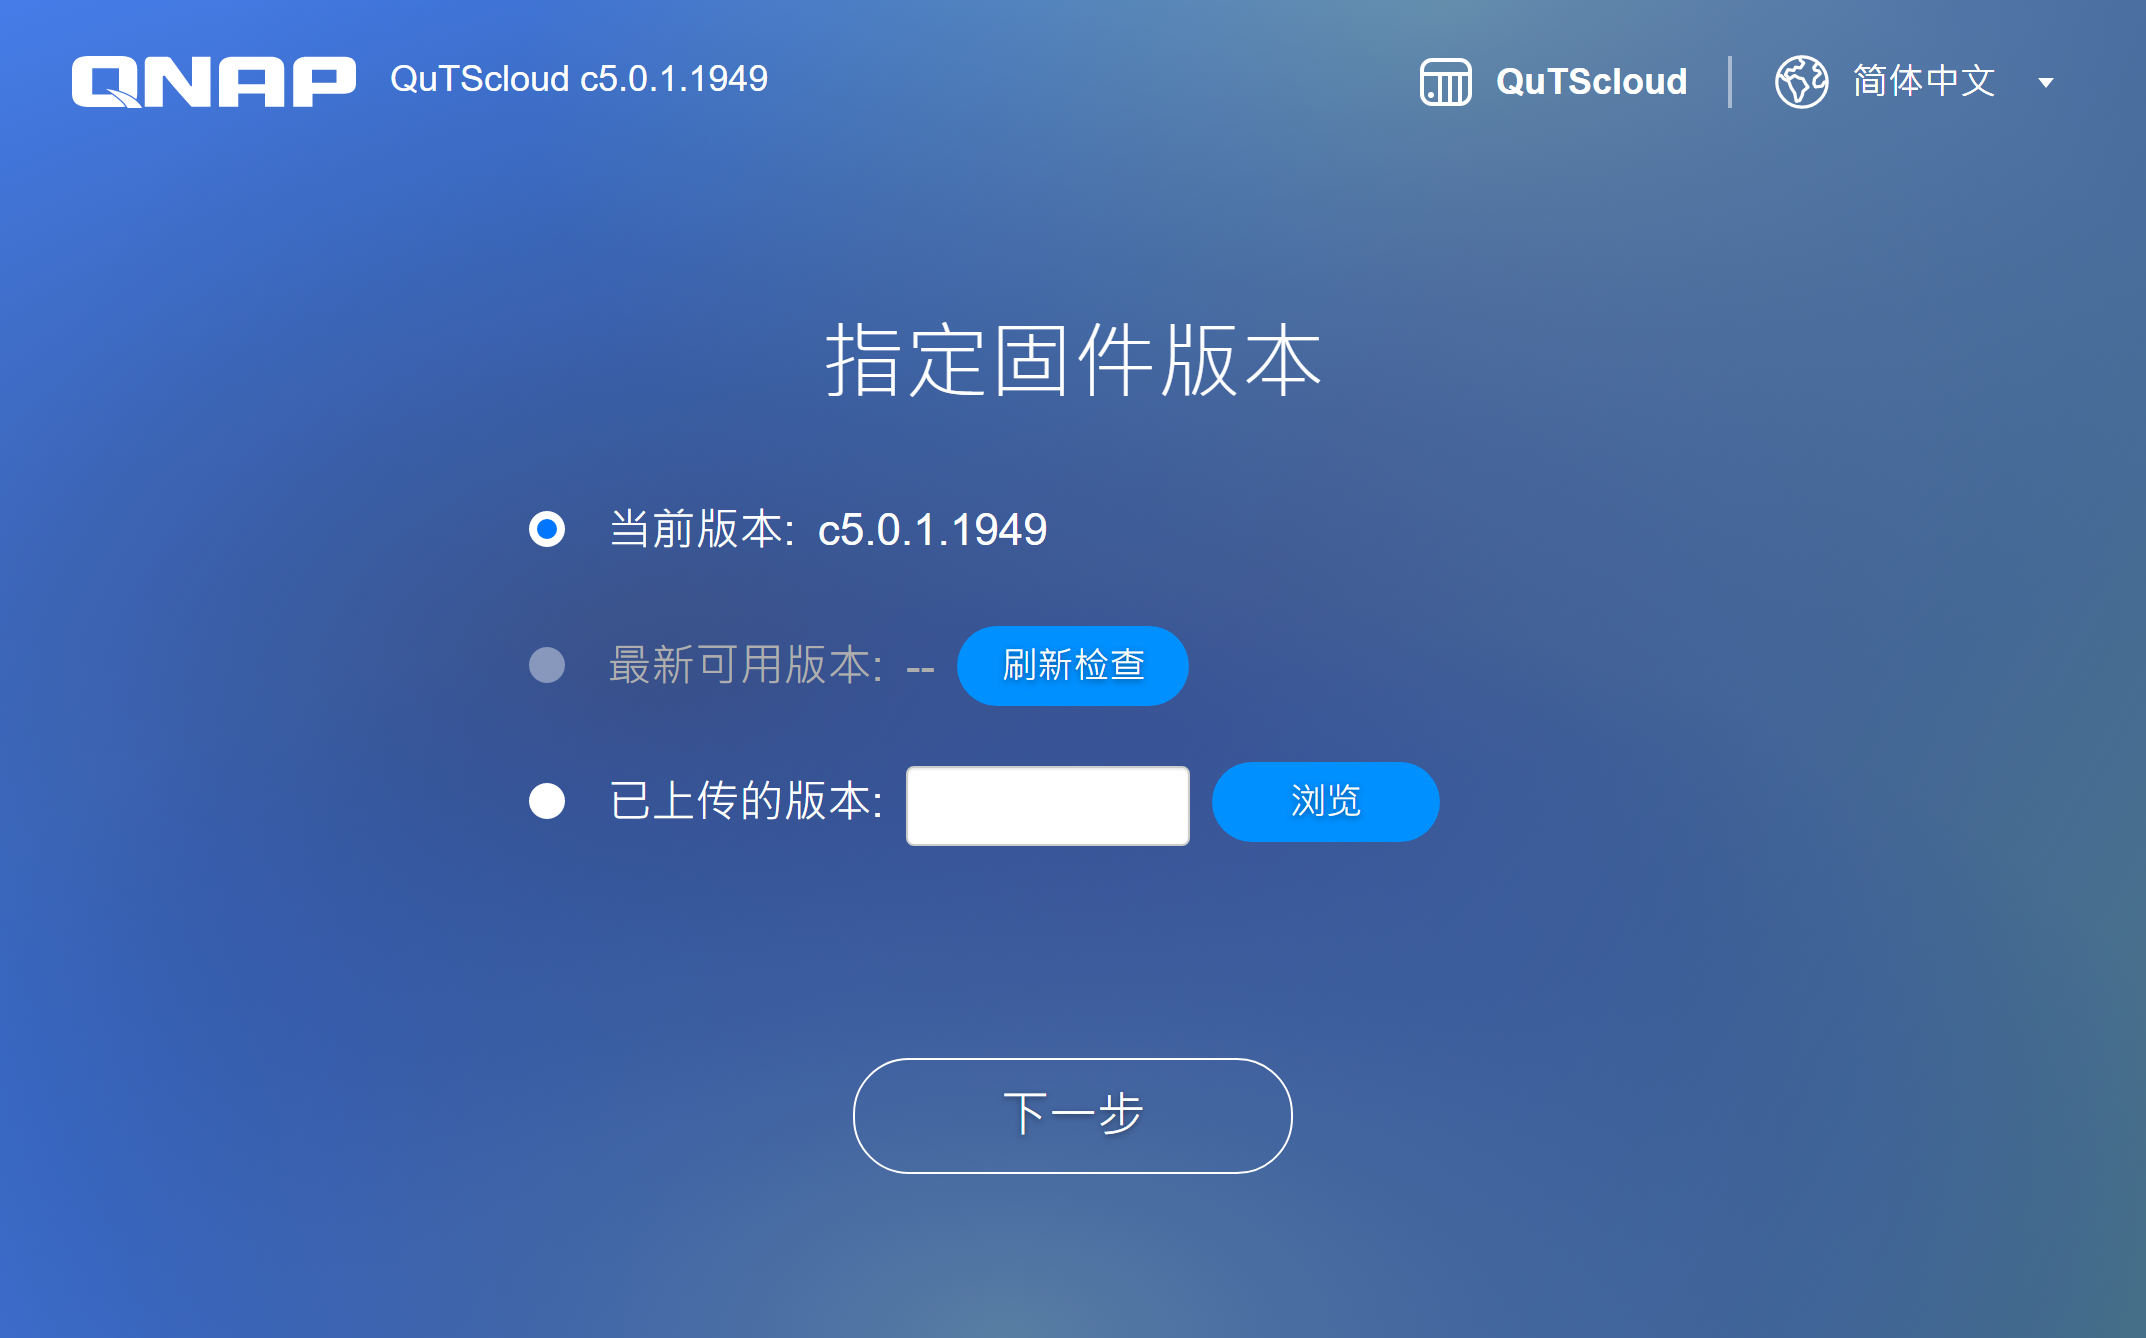 QNAP QuTScloud c5.0.1.1949 QuTScloud 简体中文
指定固件版本
当前版本: c5.0.1.1949
最新可用版本: -- 刷新检查
已上传的版本: 浏览
下一步